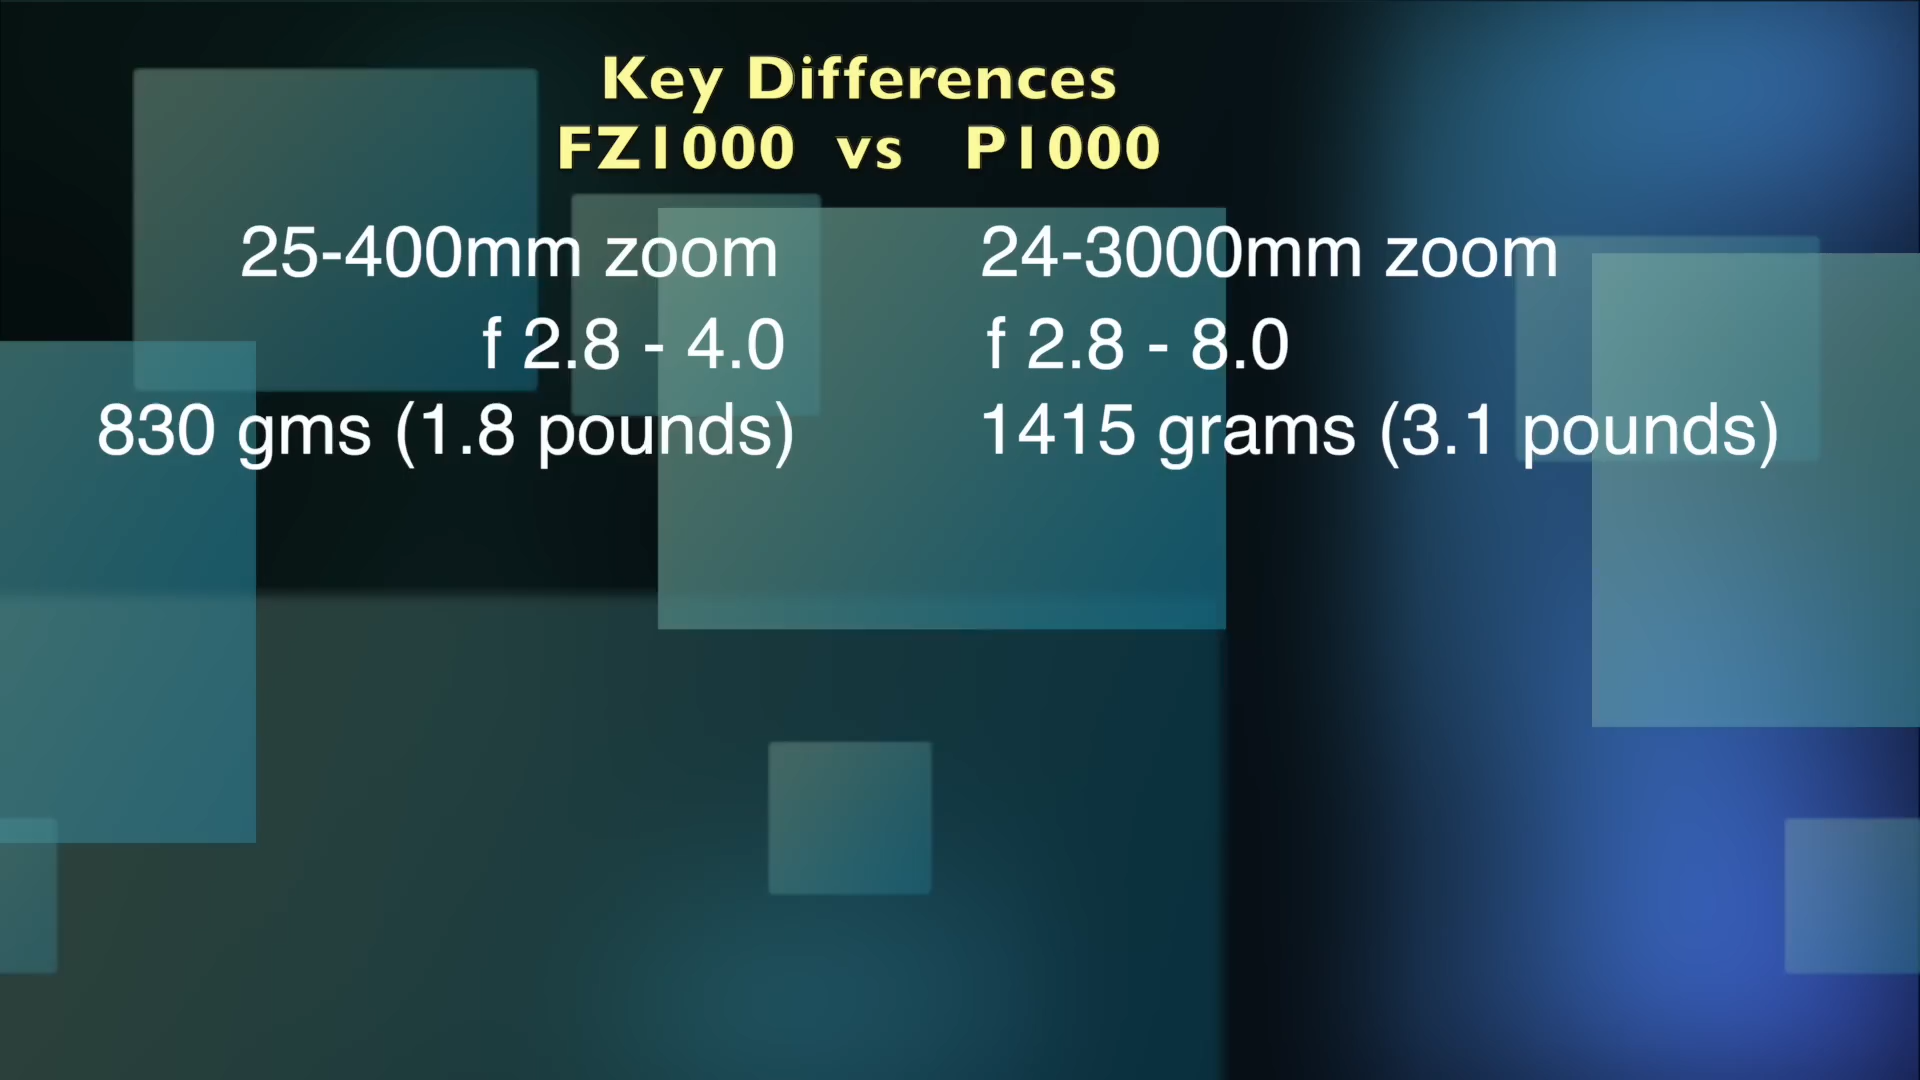 Key Differences
FZ1000 vs P1000
25-400mm zoom 24-3000mm zoom
f 2.8 - 4.0 f 2.8 - 8.0
830 gms (1.8 pounds) 1415 grams (3.1 pounds)